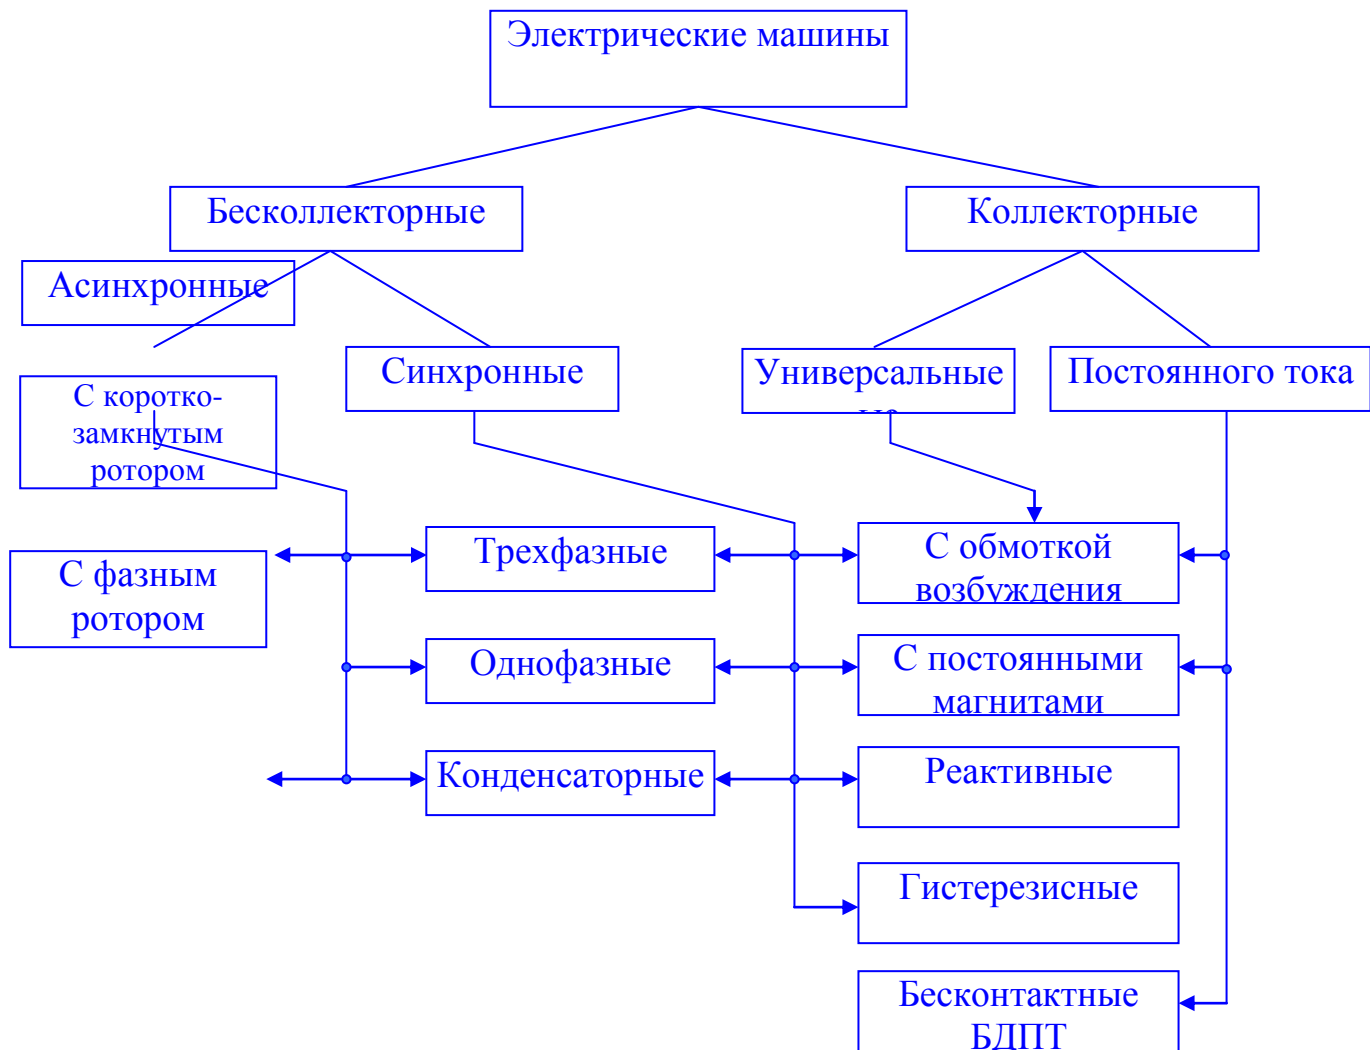 Электрические машины
Бесколлекторные
Коллекторные
Асинхронные
Синхронные
Универсальные
Постоянного тока
С коротко-
замкнутым
ротором
Трехфазные
С обмоткой
возбуждения
С фазным
ротором
Однофазные
С постоянными
магнитами
Конденсаторные
Реактивные
Гистерезисные
Бесконтактные
БДПТ